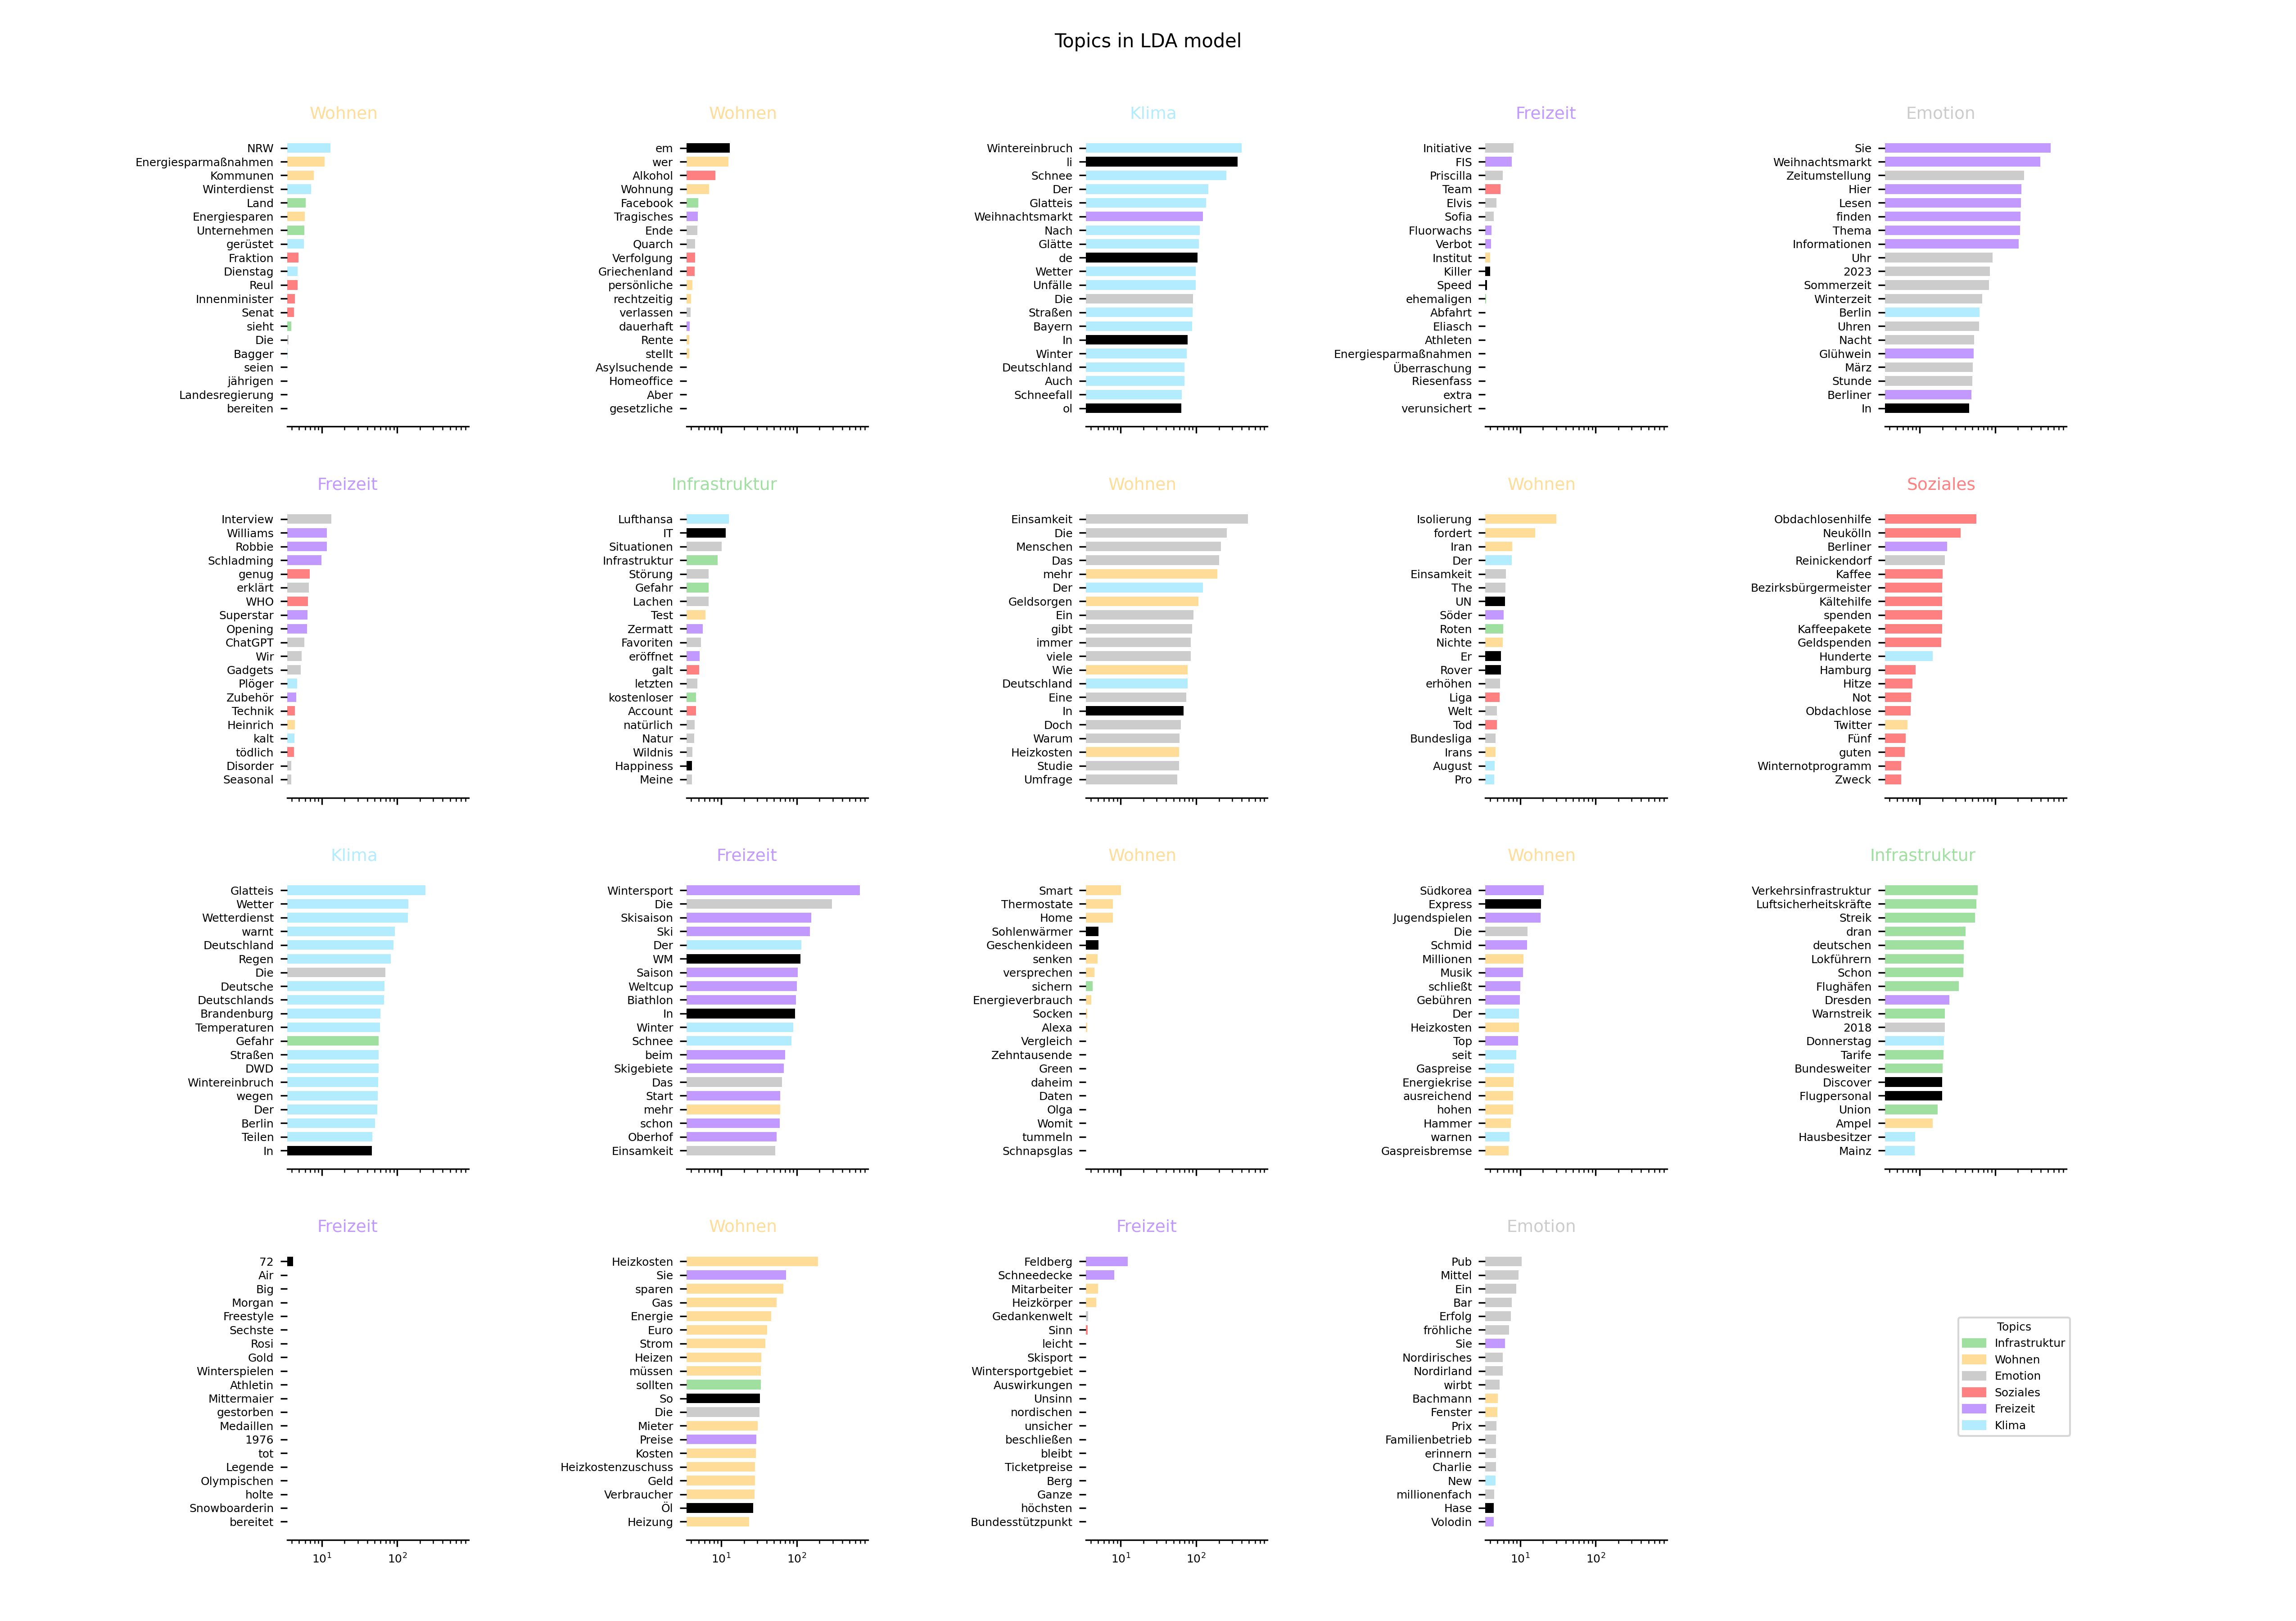 Topics in LDA model
Wohnen
NRW
Energiesparmaßnahmen
Kommunen
Winterdienst
Land
Energiesparen
Unternehmen
gerüstet
Fraktion
Dienstag
Reul
Innenminister
Senat
sieht
Die
Bagger
seien
jährigen
Landesregierung
bereiten
Wohnen
em
wer
Alkohol
Wohnung
Facebook
Tragisches
Ende
Quarch
Verfolgung
Griechenland
persönliche
rechtzeitig
verlassen
dauerhaft
Rente
stellt
Asylsuchende
Homeoffice
Aber
gesetzliche
Klima
Wintereinbruch
li
Schnee
Der
Glatteis
Weihnachtsmarkt
Nach
Glätte
de
Wetter
Unfälle
Die
Straßen
Bayern
In
Winter
Deutschland
Auch
Schneefall
ol
Freizeit
Initiative
FIS
Priscilla
Team
Elvis
Sofia
Fluorwachs
Verbot
Institut
Killer
Speed
ehemaligen
Abfahrt
Eliasch
Athleten
Energiesparmaßnahmen
Überraschung
Riesenfass
extra
verunsichert
Emotion
Sie
Weihnachtsmarkt
Zeitumstellung
Hier
Lesen
finden
Thema
Informationen
Uhr
2023
Sommerzeit
Winterzeit
Berlin
Uhren
Nacht
Glühwein
März
Stunde
Berliner
In
Freizeit
Interview
Williams
Robbie
Schladming
genug
erklärt
WHO
Superstar
Opening
ChatGPT
Wir
Gadgets
Plöger
Zubehör
Technik
Heinrich
kalt
tödlich
Disorder
Seasonal
Infrastruktur
Lufthansa
IT
Situationen
Infrastruktur
Störung
Gefahr
Lachen
Test
Zermatt
Favoriten
eröffnet
galt
letzten
kostenloser
Account
natürlich
Natur
Wildnis
Happiness
Meine
Wohnen
Einsamkeit
Die
Menschen
Das
mehr
Der
Geldsorgen
Ein
gibt
immer
viele
Wie
Deutschland
Eine
In
Doch
Warum
Heizkosten
Studie
Umfrage
Wohnen
Isolierung
fordert
Iran
Der
Einsamkeit
The
UN
Söder
Roten
Nichte
Er
Rover
erhöhen
Liga
Welt
Tod
Bundesliga
Irans
August
Pro
Soziales
Obdachlosenhilfe
Neukölln
Berliner
Reinickendorf
Kaffee
Bezirksbürgermeister
Kältehilfe
spenden
Kaffeepakete
Geldspenden
Hunderte
Hamburg
Hitze
Not
Obdachlose
Twitter
Fünf
guten
Winternotprogramm
Zweck
Klima
Glatteis
Wetter
Wetterdienst
warnt
Deutschland
Regen
Die
Deutsche
Deutschlands
Brandenburg
Temperaturen
Gefahr
Straßen
DWD
Wintereinbruch
wegen
Der
Berlin
Teilen
In
Freizeit
Wintersport
Die
Skisaison
Ski
Der
WM
Saison
Weltcup
Biathlon
In
Winter
Schnee
beim
Skigebiete
Das
Start
mehr
schon
Oberhof
Einsamkeit
Wohnen
Smart
Thermostate
Home
Sohlenwärmer
Geschenkideen
senken
versprechen
sichern
Energieverbrauch
Socken
Alexa
Vergleich
Zehntausende
Green
daheim
Daten
Olga
Womit
tummeln
Schnapsglas
Wohnen
Südkorea
Express
Jugendspielen
Die
Schmid
Millionen
Musik
schließt
Gebühren
Der
Heizkosten
Top
seit
Gaspreise
Energiekrise
ausreichend
hohen
Hammer
warnen
Gaspreisbremse
Infrastruktur
Verkehrsinfrastruktur
Luftsicherheitskräfte
Streik
dran
deutschen
Lokführern
Schon
Flughäfen
Dresden
Warnstreik
2018
Donnerstag
Tarife
Bundesweiter
Discover
Flugpersonal
Union
Ampel
Hausbesitzer
Mainz
Freizeit
72
Air
Big
Morgan
Freestyle
Sechste
Rosi
Gold
Winterspielen
Athletin
Mittermaier
gestorben
Medaillen
1976
tot
Legende
Olympischen
holte
Snowboarderin
bereitet
10¹ 10²
Wohnen
Heizkosten
Sie
sparen
Gas
Energie
Euro
Strom
Heizen
müssen
sollten
So
Die
Mieter
Preise
Kosten
Heizkostenzuschuss
Geld
Verbraucher
Öl
Heizung
10¹ 10²
Freizeit
Feldberg
Schneedecke
Mitarbeiter
Heizkörper
Gedankenwelt
Sinn
leicht
Skisport
Wintersportgebiet
Auswirkungen
Unsinn
nordischen
unsicher
beschließen
bleibt
Ticketpreise
Berg
Ganze
höchsten
Bundesstützpunkt
10¹ 10²
Emotion
Pub
Mittel
Ein
Bar
Erfolg
fröhliche
Sie
Nordirisches
Nordirland
wirbt
Bachmann
Fenster
Prix
Familienbetrieb
erinnern
Charlie
New
millionenfach
Hase
Volodin
10¹ 10²
Topics
Infrastruktur
Wohnen
Emotion
Soziales
Freizeit
Klima